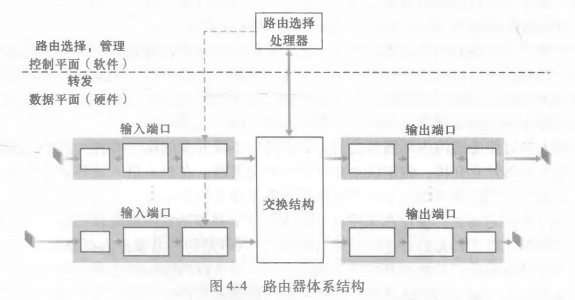 路由选择
处理器
路由选择，管理
控制平面（软件）
转发
数据平面（硬件）
输入端口
输出端口
交换结构
输入端口
输出端口
图4-4 路由器体系结构